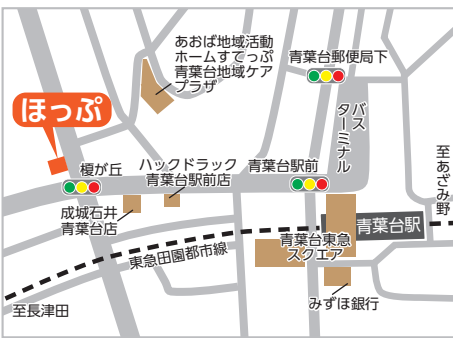 あおば地域活動
ホームすてっぷ
青葉台地域ケア
プラザ
青葉台郵便局下
バス
ターミナル
至あざみ野
ほっぷ
榎が丘
ハックドラック
青葉台駅前店
青葉台駅前
成城石井
青葉台店
青葉台駅
青葉台東急
スクエア
東急田園都市線
みずほ銀行
至長津田